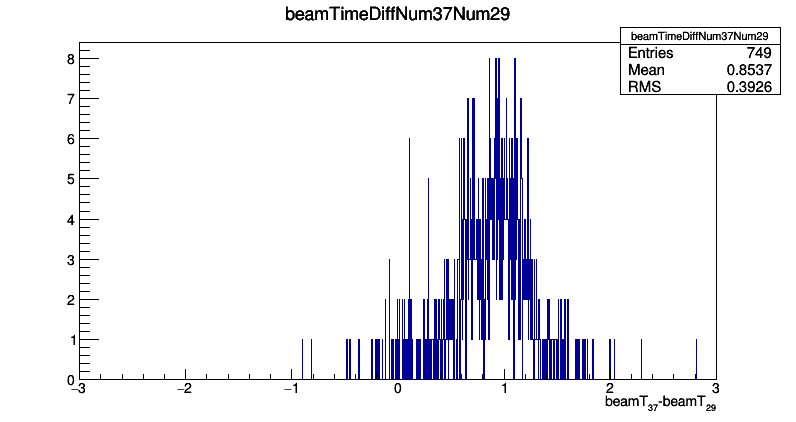 beamTimeDiffNum37Num29
beamTimeDiffNum37Num29
Entries 749
Mean 0.8537
RMS 0.3926
8
7
6
5
4
3
2
1
0
−3 −2 −1 0 1 2 3
beamT37-beamT29